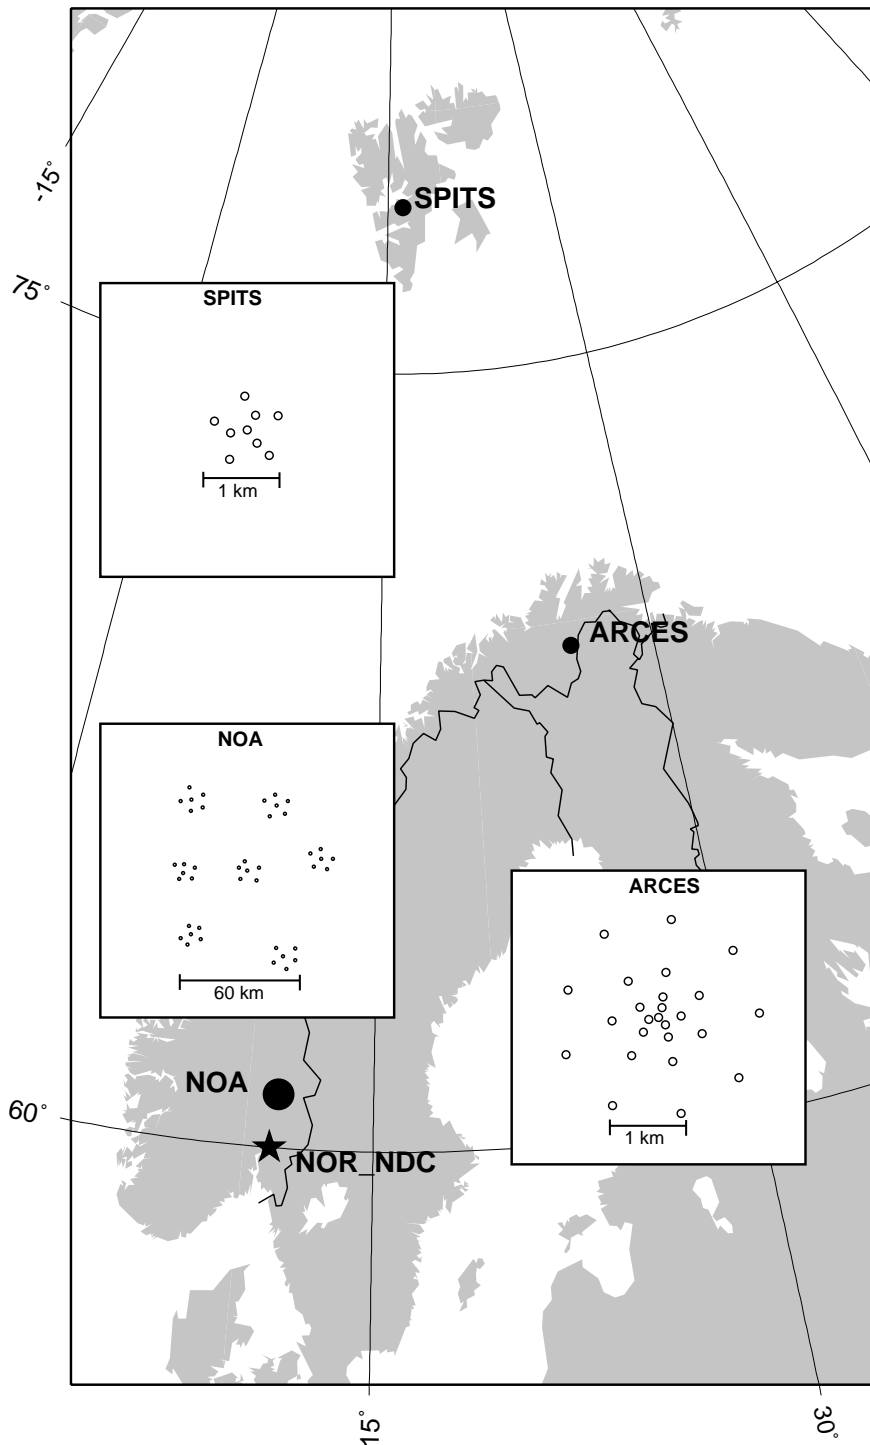 -15°
SPITS
75°
SPITS
1 km
ARCES
NOA
60 km
ARCES
1 km
NOA
60°
NOR_NDC
15°
30°